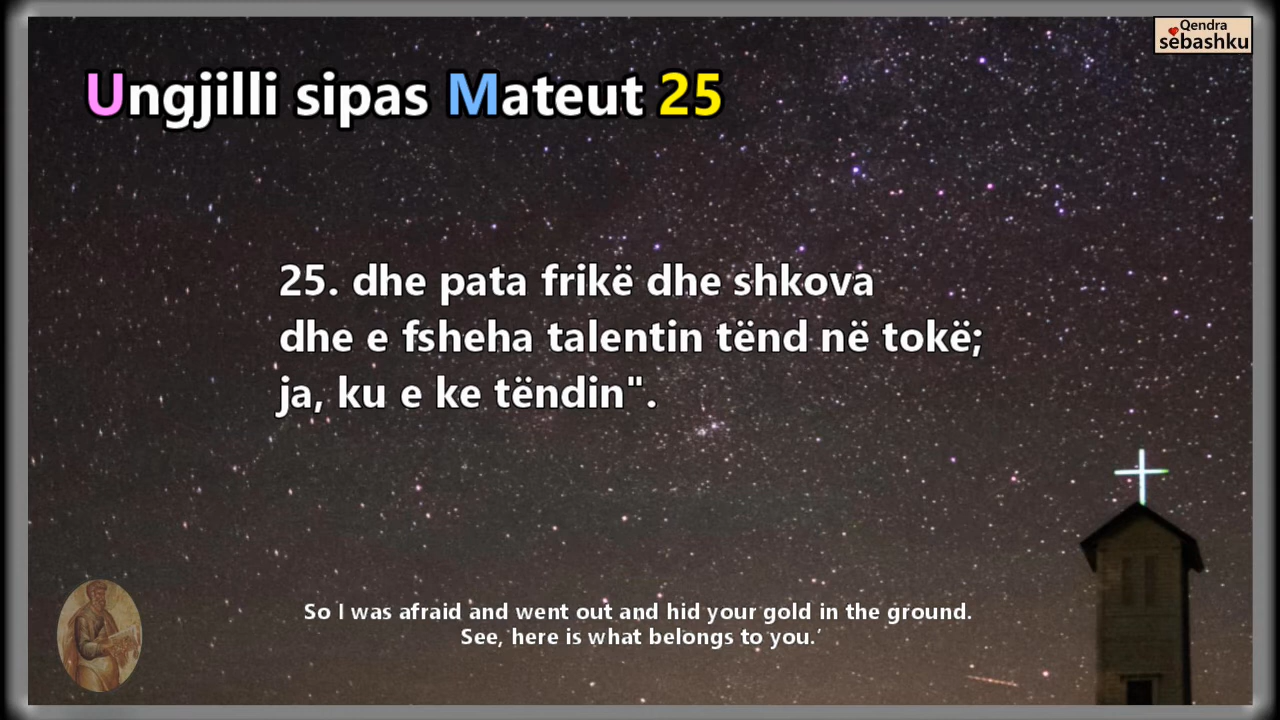 Qendra
sebashku
Ungjilli sipas Mateut 25
25. dhe pata frikë dhe shkova
dhe e fsheha talentin tënd në tokë;
ja, ku e ke tëndin".
So I was afraid and went out and hid your gold in the ground.
See, here is what belongs to you.’